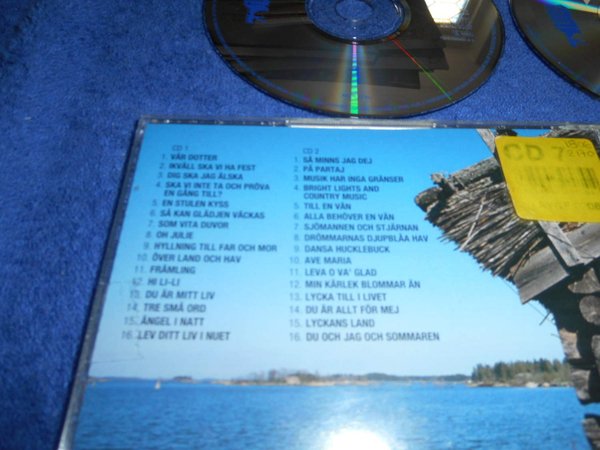 CD 1
1. VÅR DOTTER
2. IKVÄLL SKA VI HA FEST
3. DIG SKA JAG ÄLSKA
4. SKA VI INTE TA OCH PRÖVA
EN GÅNG TILL?
5. EN STULEN KYSS
6. SÅ KAN GLÄDJEN VÄCKAS
7. SOM VITA DUVOR
8. OH JULIE
9. HYLLNING TILL FAR OCH MOR
10. ÖVER LAND OCH HAV
11. FRÄMLING
12. HI LI-LI
13. DU ÄR MITT LIV
14. TRE SMÅ ORD
15. ÄNGEL I NATT
16. LEV DITT LIV I NUET
CD 2
1. SÅ MINNS JAG DEJ
2. PÅ PARTAJ
3. MUSIK HAR INGA GRÄNSER
4. BRIGHT LIGHTS AND
COUNTRY MUSIC
5. TILL EN VÄN
6. ALLA BEHÖVER EN VÄN
7. SJÖMANNEN OCH STJÄRNAN
8. DRÖMMARNAS DJUPBLÅA HAV
9. DANSA HUCKLEBUCK
10. AVE MARIA
11. LEVA O VA' GLAD
12. MIN KÄRLEK BLOMMAR ÄN
13. LYCKA TILL I LIVET
14. DU ÄR ALLT FÖR MEJ
15. LYCKANS LAND
16. DU OCH JAG OCH SOMMAREN
CD 7